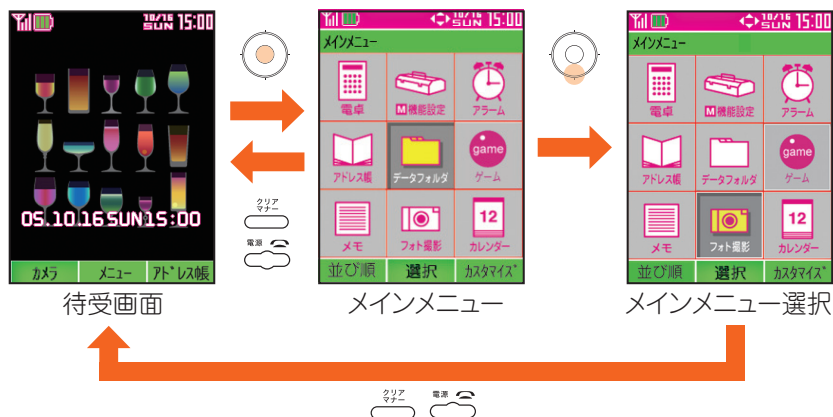 10/16
SUN 15:00
05.10.16 SUN 15:00
カメラ メニュー アドレス帳
待受画面
クリア
マナー
電源
10/16
SUN 15:00
メインメニュー
電卓 M機能設定 アラーム
game
アドレス帳 データフォルダ ゲーム
12
メモ フォト撮影 カレンダー
並び順 選択 カスタマイズ
メインメニュー
10/16
SUN 15:00
メインメニュー
電卓 M機能設定 アラーム
game
アドレス帳 データフォルダ ゲーム
12
メモ フォト撮影 カレンダー
並び順 選択 カスタマイズ
メインメニュー選択
クリア
マナー
電源